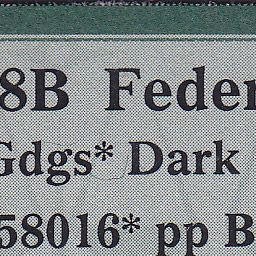 8B Feder
Gdgs* Dark
58016* pp B